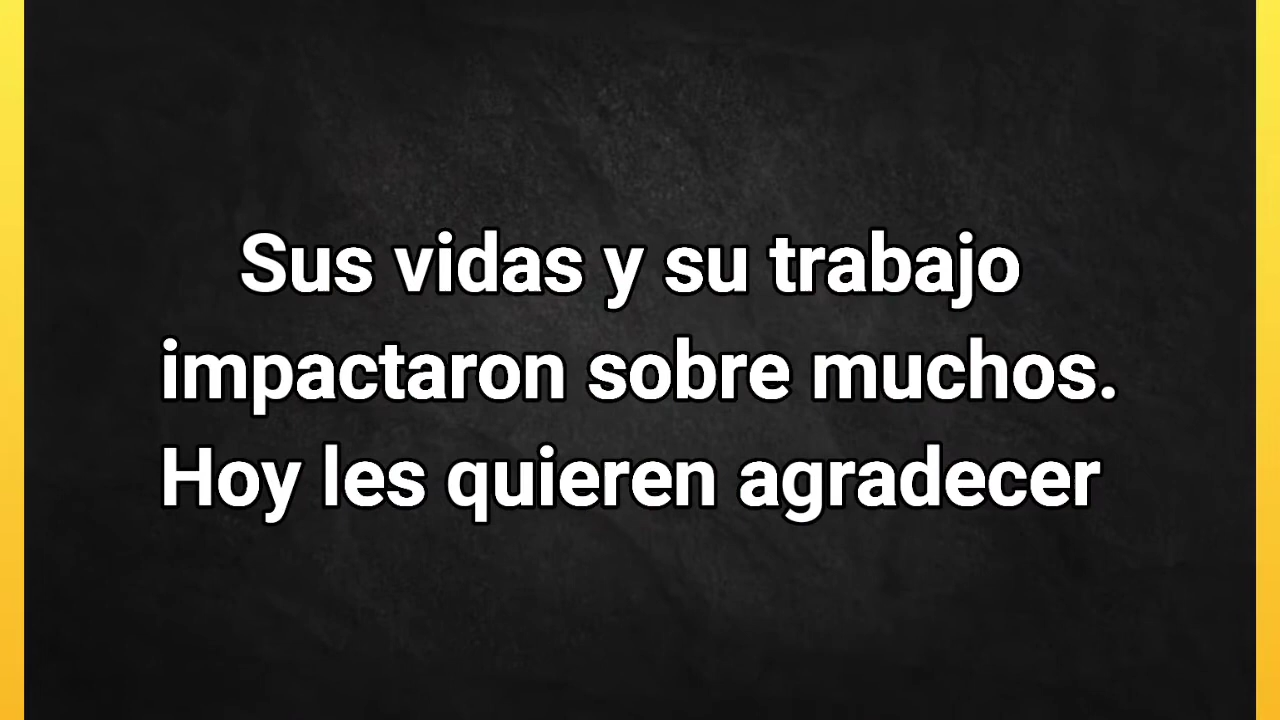 Sus vidas y su trabajo
impactaron sobre muchos.
Hoy les quieren agradecer